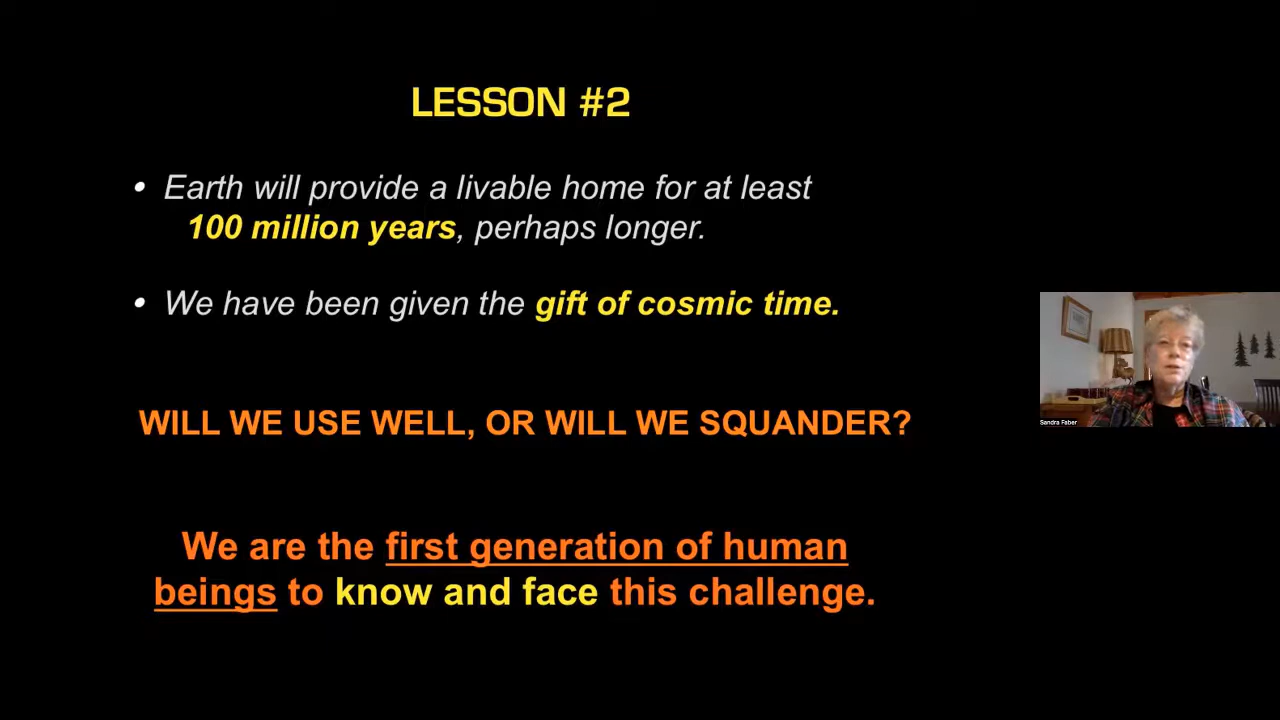 LESSON #2
• Earth will provide a livable home for at least
100 million years, perhaps longer.
• We have been given the gift of cosmic time.
WILL WE USE WELL, OR WILL WE SQUANDER?
We are the first generation of human
beings to know and face this challenge.
Sandra Faber